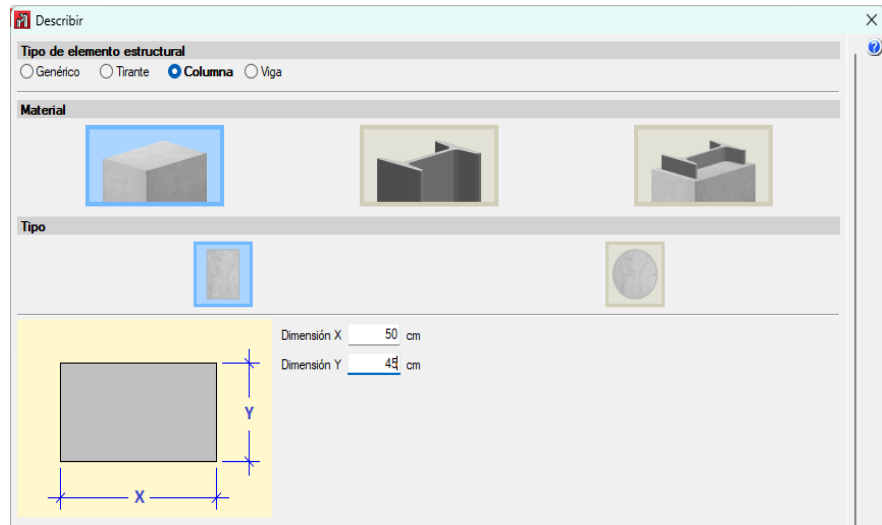 Describir
Tipo de elemento estructural
Genérico Tirante Columna Viga
Material
Tipo
Dimensión X 50 cm
Dimensión Y 45 cm
Y
X